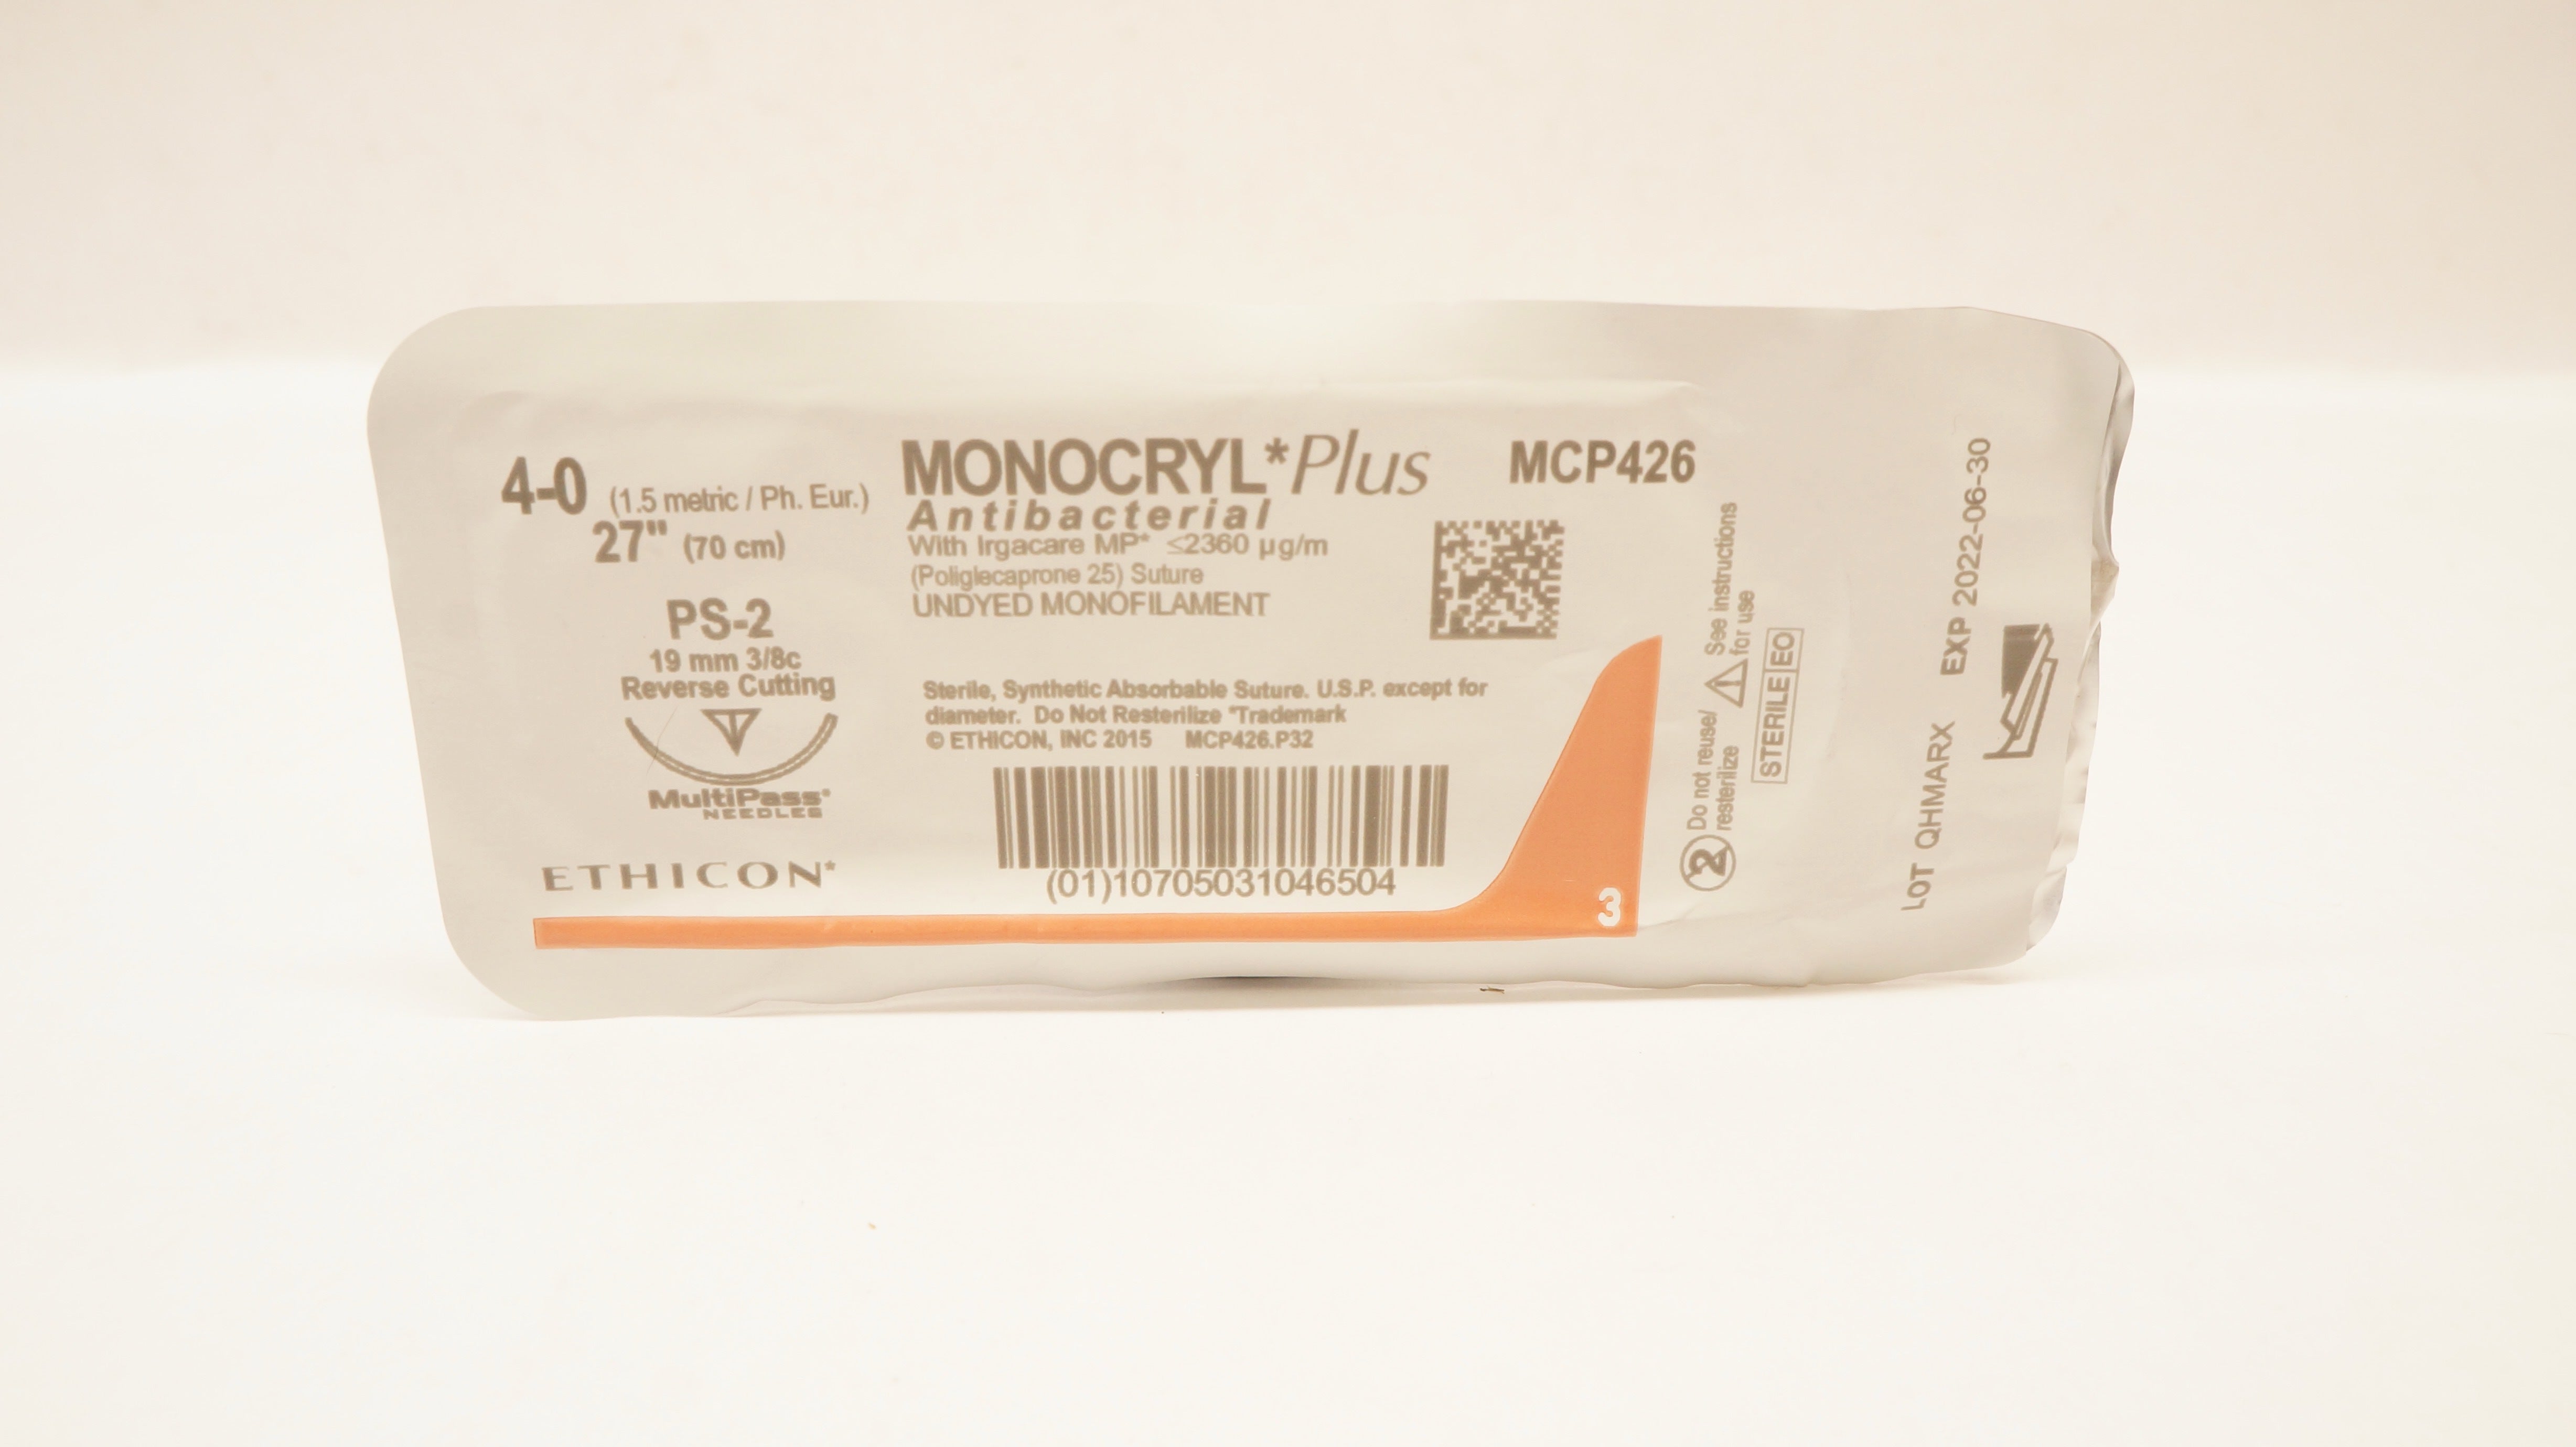 4-0 (1.5 metric / Ph. Eur.)
27" (70 cm)
PS-2
19 mm 3/8c
Reverse Cutting
MultiPass*
NEEDLES
ETHICON*
MONOCRYL*Plus
Antibacterial
With Irgacare MP* ≤2360 µg/m
(Poliglecaprone 25) Suture
UNDYED MONOFILAMENT
MCP426
Sterile, Synthetic Absorbable Suture. U.S.P. except for
diameter. Do Not Resterilize *Trademark
© ETHICON, INC 2015 MCP426.P32
(01)10705031046504
3
2 Do not reuse/
resterilize
See instructions
for use
STERILE EO
LOT QHMARX EXP 2022-06-30